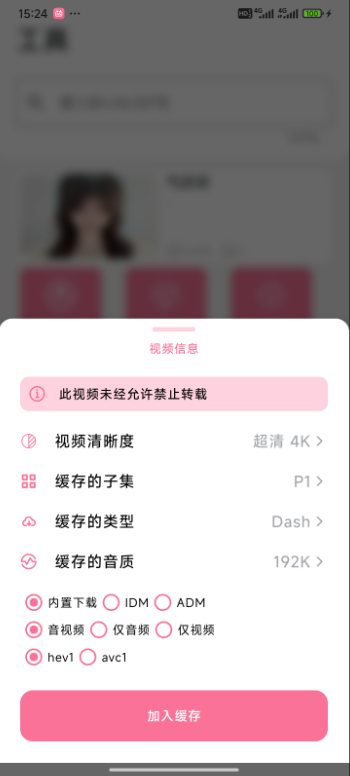 15:24
HD 4G 4G 100
工具
视频信息
此视频未经允许禁止转载
视频清晰度 超清 4K
缓存的子集 P1
缓存的类型 Dash
缓存的音质 192K
内置下载 IDM ADM
音视频 仅音频 仅视频
hev1 avc1
加入缓存